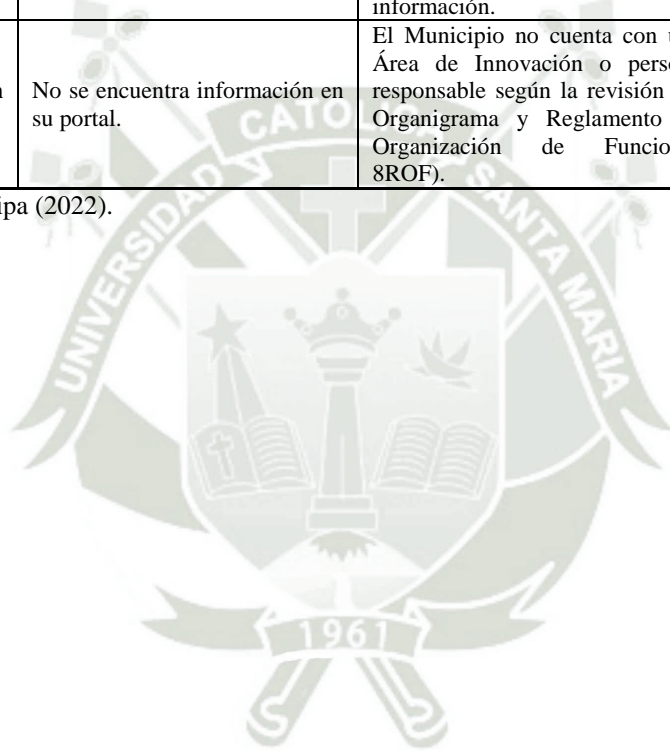 información.
n
No se encuentra información en
su portal.
El Municipio no cuenta con u
Área de Innovación o perso
responsable según la revisión
Organigrama y Reglamento
Organización de Funcio
8ROF).
ipa (2022).
UNIVERSIDAD CATOLICA SANTA MARIA
1961